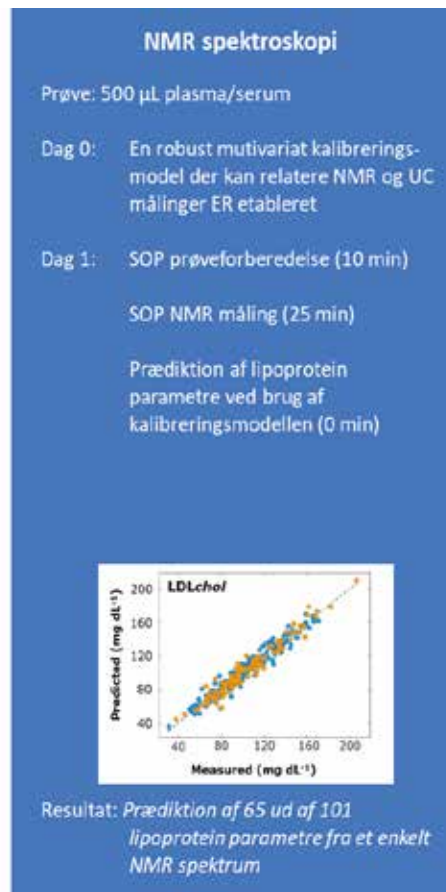 NMR spektroskopi
Prøve: 500 µL plasma/serum
Dag 0: En robust mutivariat kalibrerings-
model der kan relatere NMR og UC
målinger ER etableret
Dag 1: SOP prøveforberedelse (10 min)
SOP NMR måling (25 min)
Prædiktion af lipoprotein
parametre ved brug af
kalibreringsmodellen (0 min)
LDLchol
Predicted (mg dL⁻¹)
200
160
120
80
40
40 80 120 160 200
Measured (mg dL⁻¹)
Resultat: Prædiktion af 65 ud af 101
lipoprotein parametre fra et enkelt
NMR spektrum